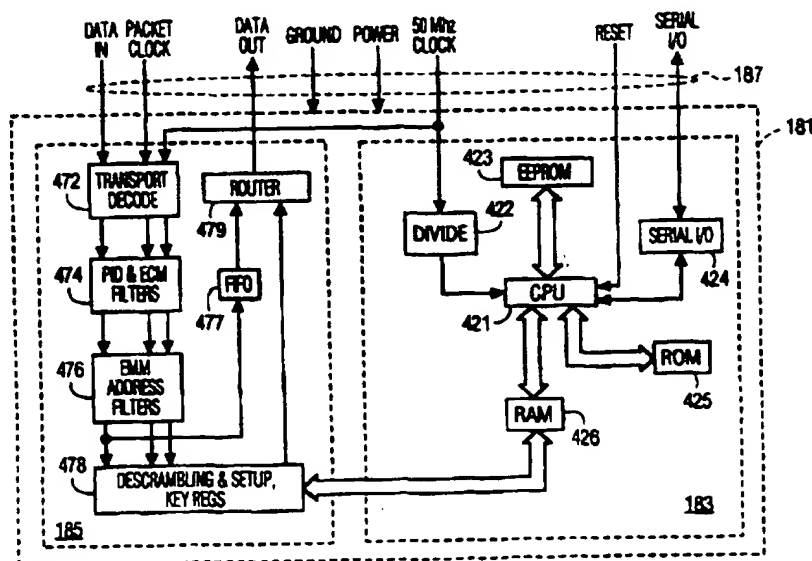 DATA IN
PACKET CLOCK
DATA OUT
GROUND
POWER
50 Mhz CLOCK
RESET
SERIAL I/O
187
181
472
TRANSPORT DECODE
ROUTER
479
423
EEPROM
422
DIVIDE
SERIAL I/O
424
474
PID & ECM FILTERS
FIFO
477
CPU
421
ROM
425
476
EMM ADDRESS FILTERS
RAM
426
478
DESCRAMBLING & SETUP, KEY REGS
185
183